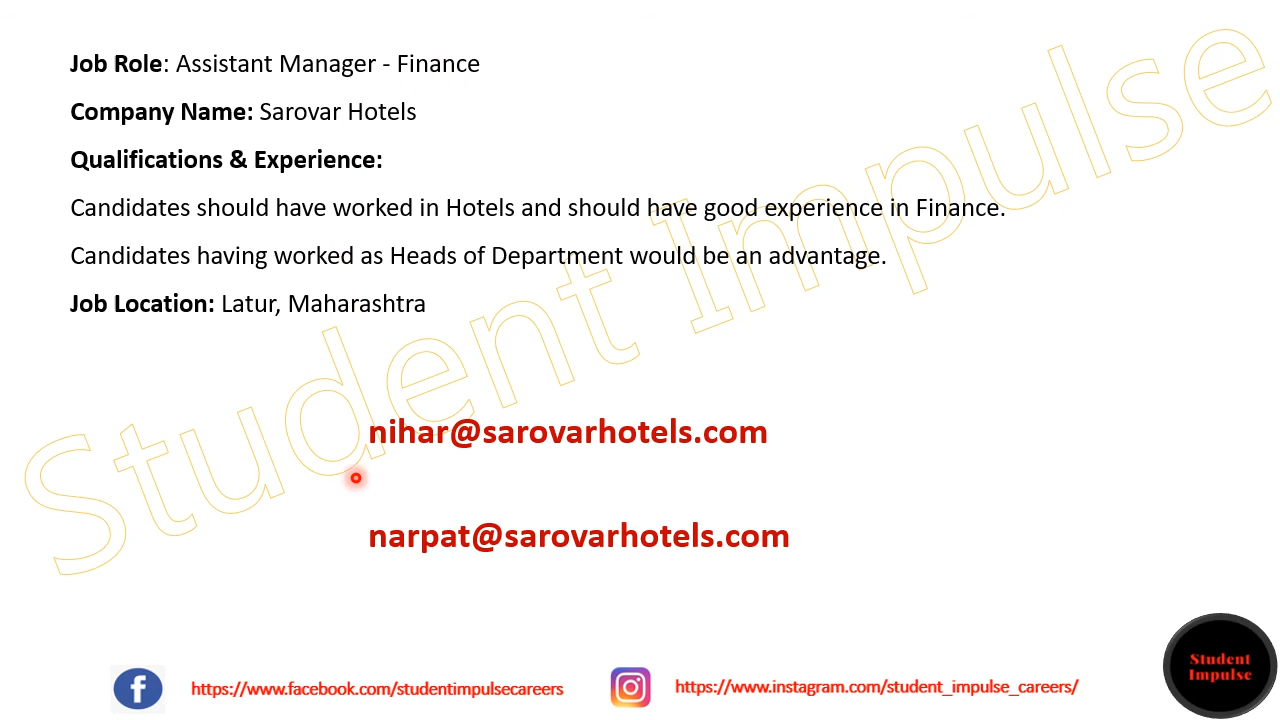 Job Role: Assistant Manager - Finance
Company Name: Sarovar Hotels
Qualifications & Experience:
Candidates should have worked in Hotels and should have good experience in Finance.
Candidates having worked as Heads of Department would be an advantage.
Job Location: Latur, Maharashtra
Student Impulse
nihar@sarovarhotels.com
narpat@sarovarhotels.com
https://www.facebook.com/studentimpulsecareers
https://www.instagram.com/student_impulse_careers/
Student
Impulse